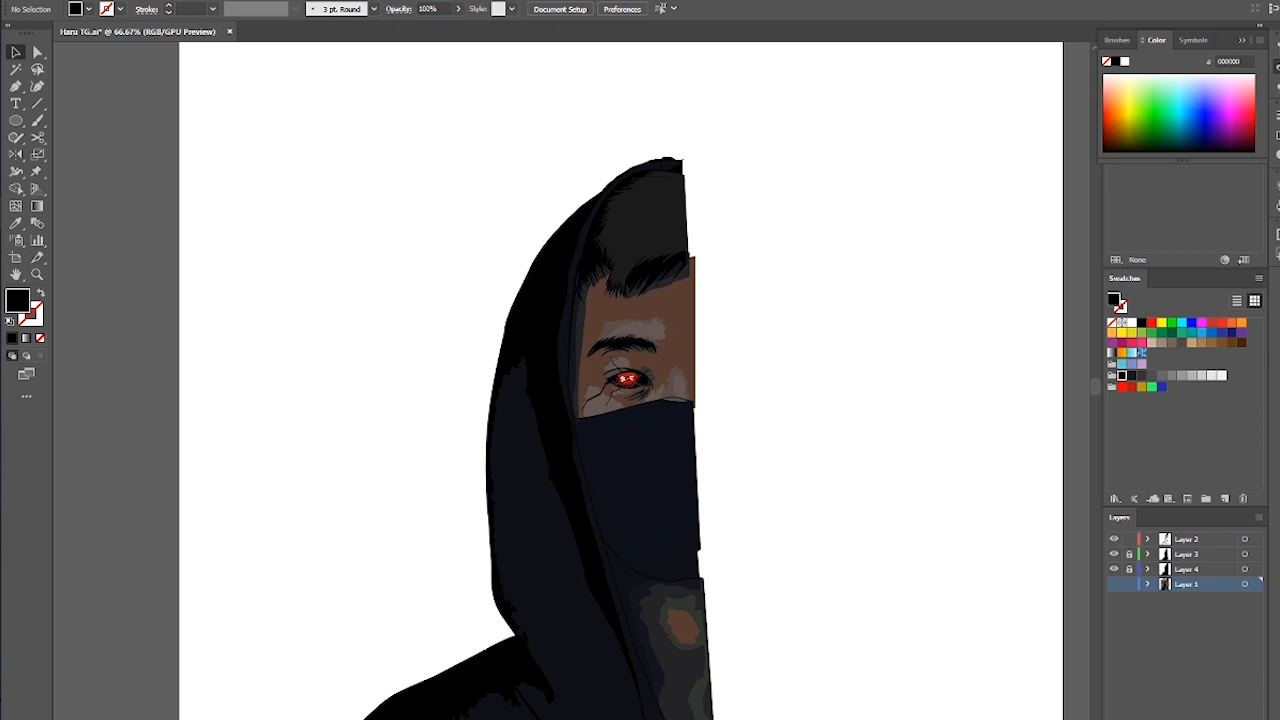 No Selection Stroke: 3 pt. Round Opacity: 100% Style: Document Setup Preferences
Haru TG.ai* @ 66.67% (RGB/GPU Preview)
Brushes Color Symbols
# 000000
None
Swatches
Layers
Layer 2
Layer 3
Layer 4
Layer 1